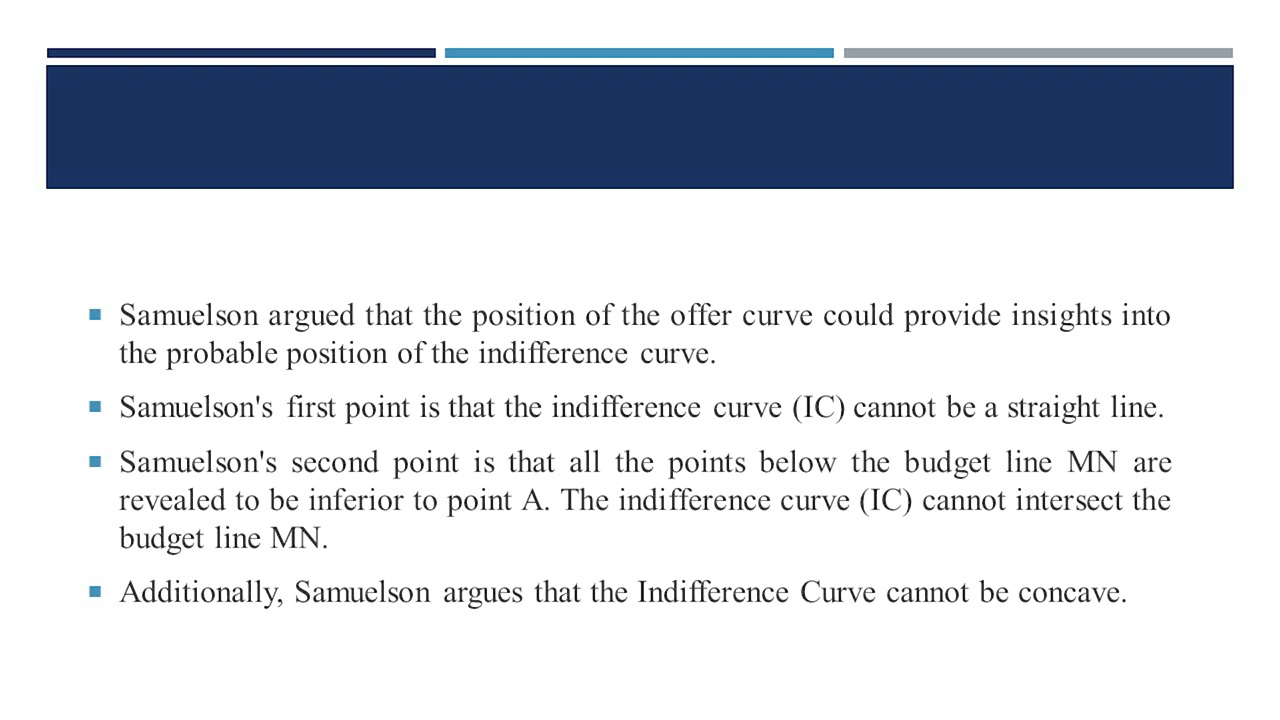 Samuelson argued that the position of the offer curve could provide insights into
the probable position of the indifference curve.
Samuelson's first point is that the indifference curve (IC) cannot be a straight line.
Samuelson's second point is that all the points below the budget line MN are
revealed to be inferior to point A. The indifference curve (IC) cannot intersect the
budget line MN.
Additionally, Samuelson argues that the Indifference Curve cannot be concave.